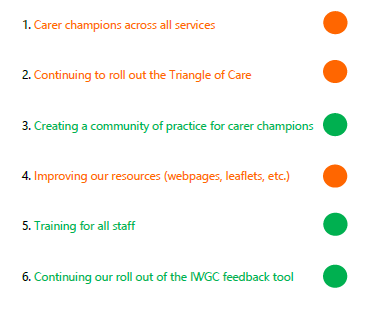 1. Carer champions across all services
2. Continuing to roll out the Triangle of Care
3. Creating a community of practice for carer champions
4. Improving our resources (webpages, leaflets, etc.)
5. Training for all staff
6. Continuing our roll out of the IWGC feedback tool